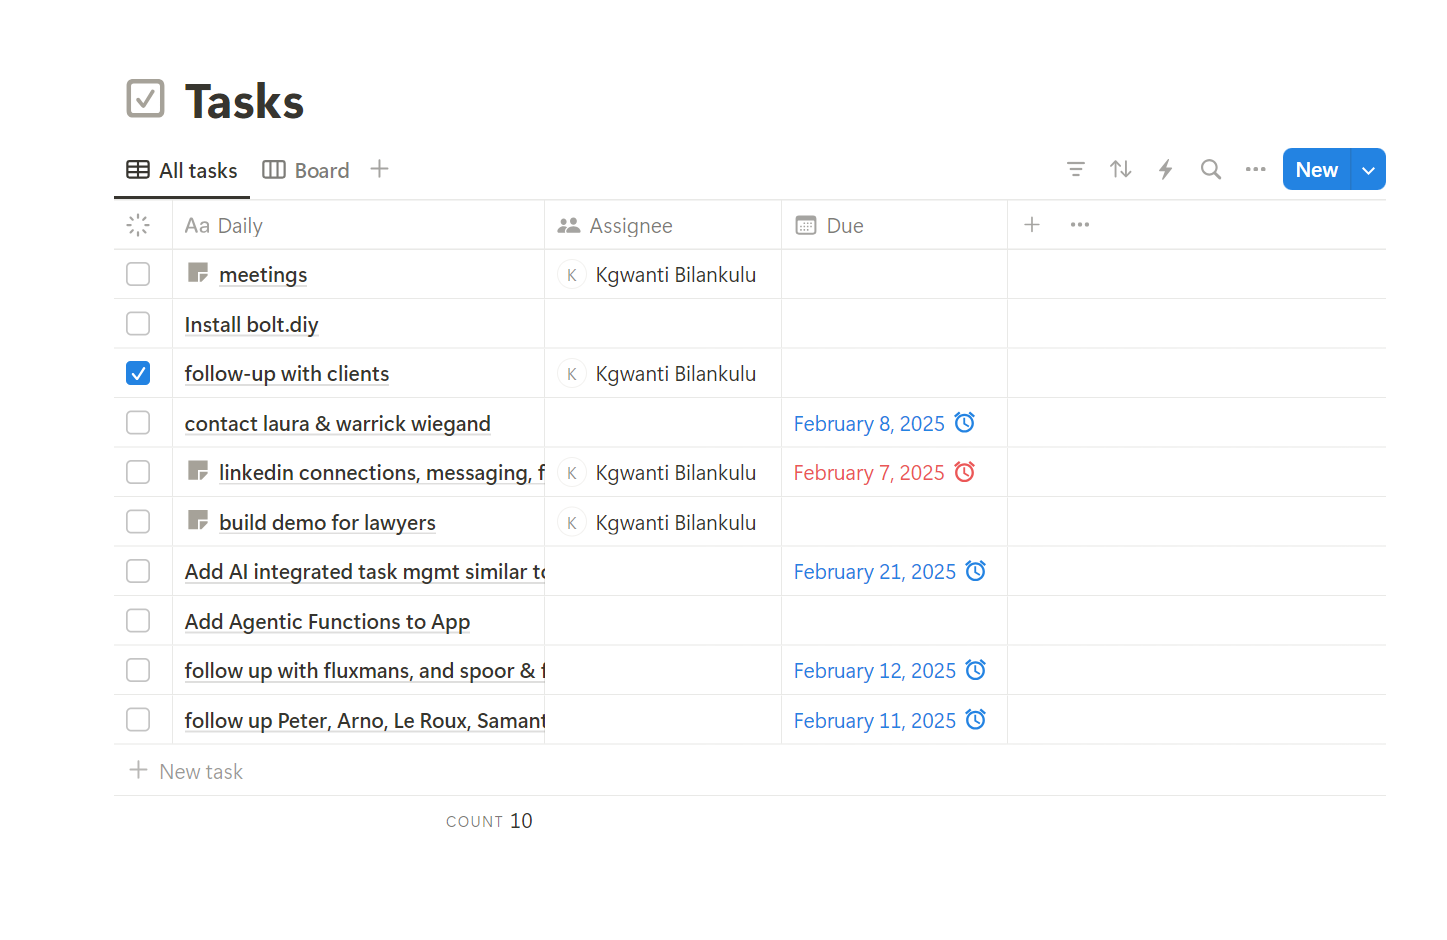 Tasks
All tasks Board
New
Aa Daily Assignee Due
meetings K Kgwanti Bilankulu
Install bolt.diy
follow-up with clients K Kgwanti Bilankulu
contact laura & warrick wiegand February 8, 2025
linkedin connections, messaging, f K Kgwanti Bilankulu February 7, 2025
build demo for lawyers K Kgwanti Bilankulu
Add AI integrated task mgmt similar to February 21, 2025
Add Agentic Functions to App
follow up with fluxmans, and spoor & f February 12, 2025
follow up Peter, Arno, Le Roux, Samant February 11, 2025
New task
COUNT 10